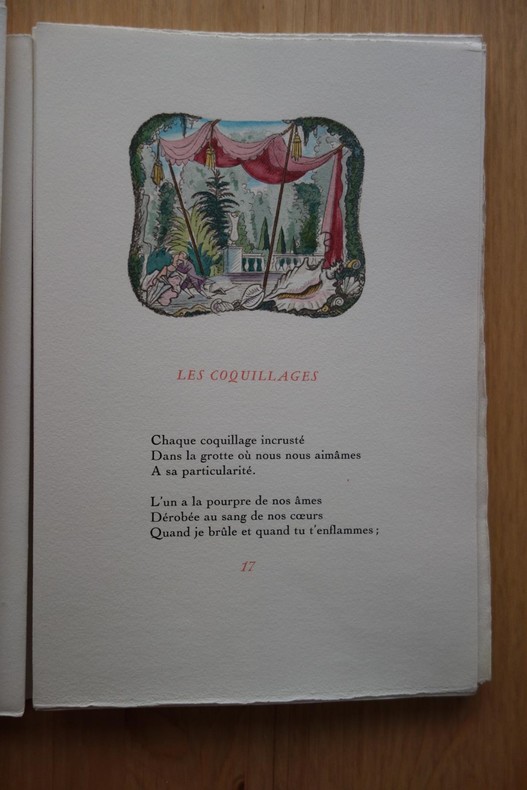 LES COQUILLAGES
Chaque coquillage incrusté
Dans la grotte où nous nous aimâmes
A sa particularité.
L'un a la pourpre de nos âmes
Dérobée au sang de nos cœurs
Quand je brûle et quand tu t'enflammes ;
17